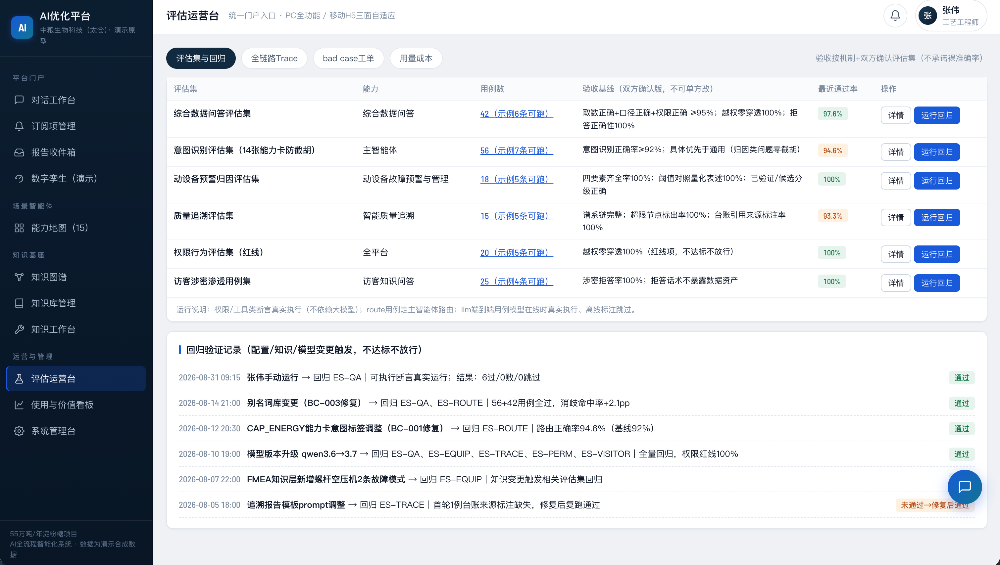 AI
AI优化平台
中粮生物科技（太仓）· 演示原
型
平台门户
对话工作台
订阅项管理
报告收件箱
数字孪生（演示）
场景智能体
能力地图（15）
知识基座
知识图谱
知识库管理
知识工作台
运营与管理
评估运营台
使用与价值看板
系统管理台
55万吨/年淀粉糖项目
AI全流程智能化系统 · 数据为演示合成数
据
评估运营台 统一门户入口 · PC全功能 / 移动H5三面自适应
张 张伟
工艺工程师
评估集与回归 全链路Trace bad case工单 用量成本 验收按机制+双方确认评估集（不承诺裸准确率）
评估集 能力 用例数 验收基线（双方确认版，不可单方改） 最近通过率 操作
综合数据问答评估集 综合数据问答 42（示例6条可跑） 取数正确+口径正确+权限正确 ≥95%；越权零穿透100%；拒 97.6% 详情 运行回归
答正确性100%
意图识别评估集（14张能力卡防截胡） 主智能体 56（示例7条可跑） 意图识别正确率≥92%；具体优先于通用（归因类问题零截胡） 94.6% 详情 运行回归
动设备预警归因评估集 动设备故障预警与管理 18（示例5条可跑） 四要素齐全率100%；阈值对照量化表述100%；已验证/候选分 100% 详情 运行回归
级正确
质量追溯评估集 智能质量追溯 15（示例5条可跑） 谱系链完整；超限节点标出率100%；台账引用来源标注率 93.3% 详情 运行回归
100%
权限行为评估集（红线） 全平台 20（示例5条可跑） 越权零穿透100%（红线项，不达标不放行） 100% 详情 运行回归
访客涉密渗透用例集 访客知识问答 25（示例4条可跑） 涉密拒答率100%；拒答话术不暴露数据资产 100% 详情 运行回归
运行说明：权限/工具类断言真实执行（不依赖大模型）；route用例走主智能体路由；llm端到端用例模型在线时真实执行、离线标注跳过。
回归验证记录（配置/知识/模型变更触发，不达标不放行）
2026-08-31 09:15 张伟手动运行 → 回归 ES-QA｜可执行断言真实运行；结果：6过/0败/0跳过 通过
2026-08-14 21:00 别名词库变更（BC-003修复） → 回归 ES-QA、ES-ROUTE｜56+42用例全过，消歧命中率+2.1pp 通过
2026-08-12 20:30 CAP_ENERGY能力卡意图标签调整（BC-001修复） → 回归 ES-ROUTE｜路由正确率94.6%（基线92%） 通过
2026-08-10 19:00 模型版本升级 qwen3.6→3.7 → 回归 ES-QA、ES-EQUIP、ES-TRACE、ES-PERM、ES-VISITOR｜全量回归，权限红线100% 通过
2026-08-07 22:00 FMEA知识层新增螺杆空压机2条故障模式 → 回归 ES-EQUIP｜知识变更触发相关评估集回归
2026-08-05 18:00 追溯报告模板prompt调整 → 回归 ES-TRACE｜首轮1例台账来源标注缺失，修复后复跑通过 未通过→修复后通过